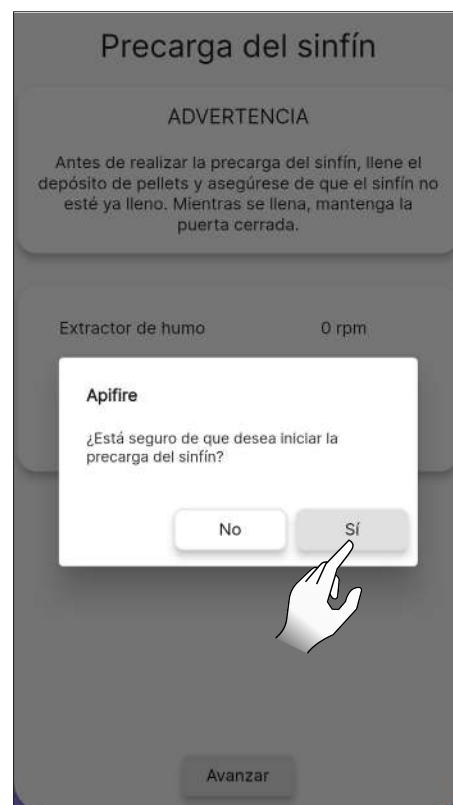 Precarga del sinfín
ADVERTENCIA
Antes de realizar la precarga del sinfín, llene el
depósito de pellets y asegúrese de que el sinfín no
esté ya lleno. Mientras se llena, mantenga la
puerta cerrada.
Extractor de humo 0 rpm
Apifire
¿Está seguro de que desea iniciar la
precarga del sinfín?
No Sí
Avanzar